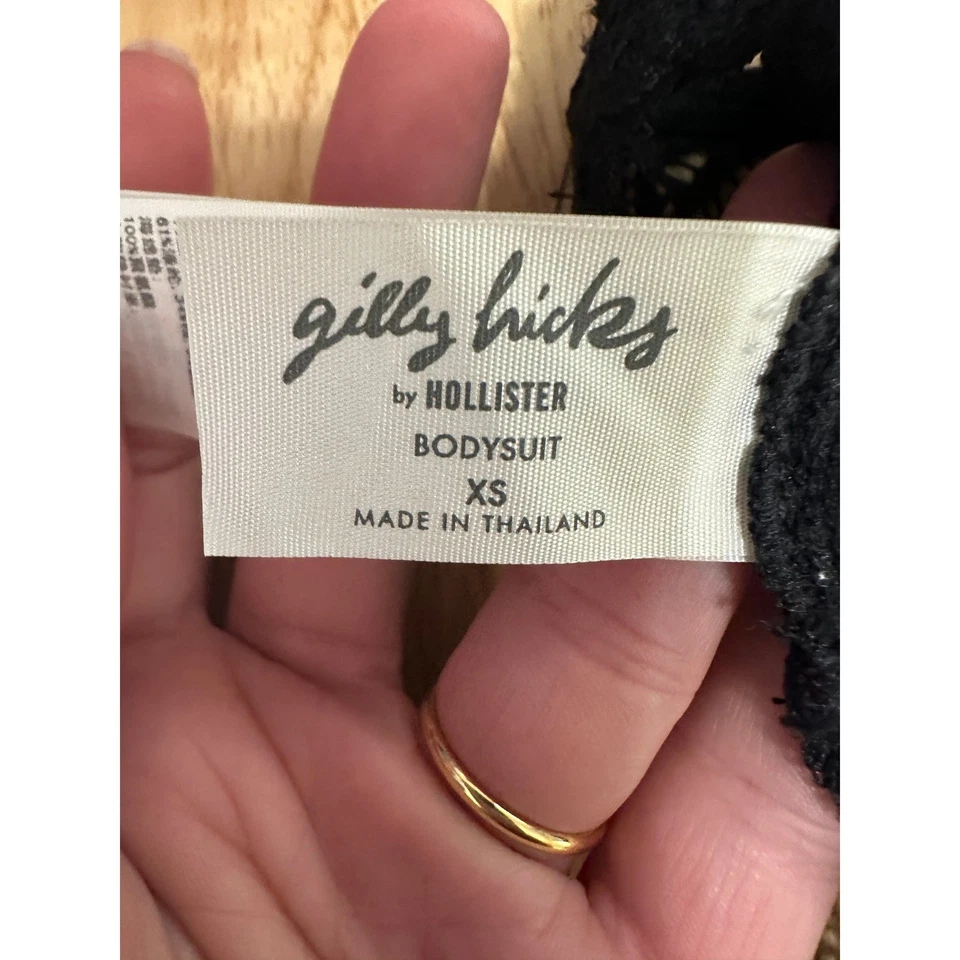 gilly hicks
by HOLLISTER
BODYSUIT
XS
MADE IN THAILAND